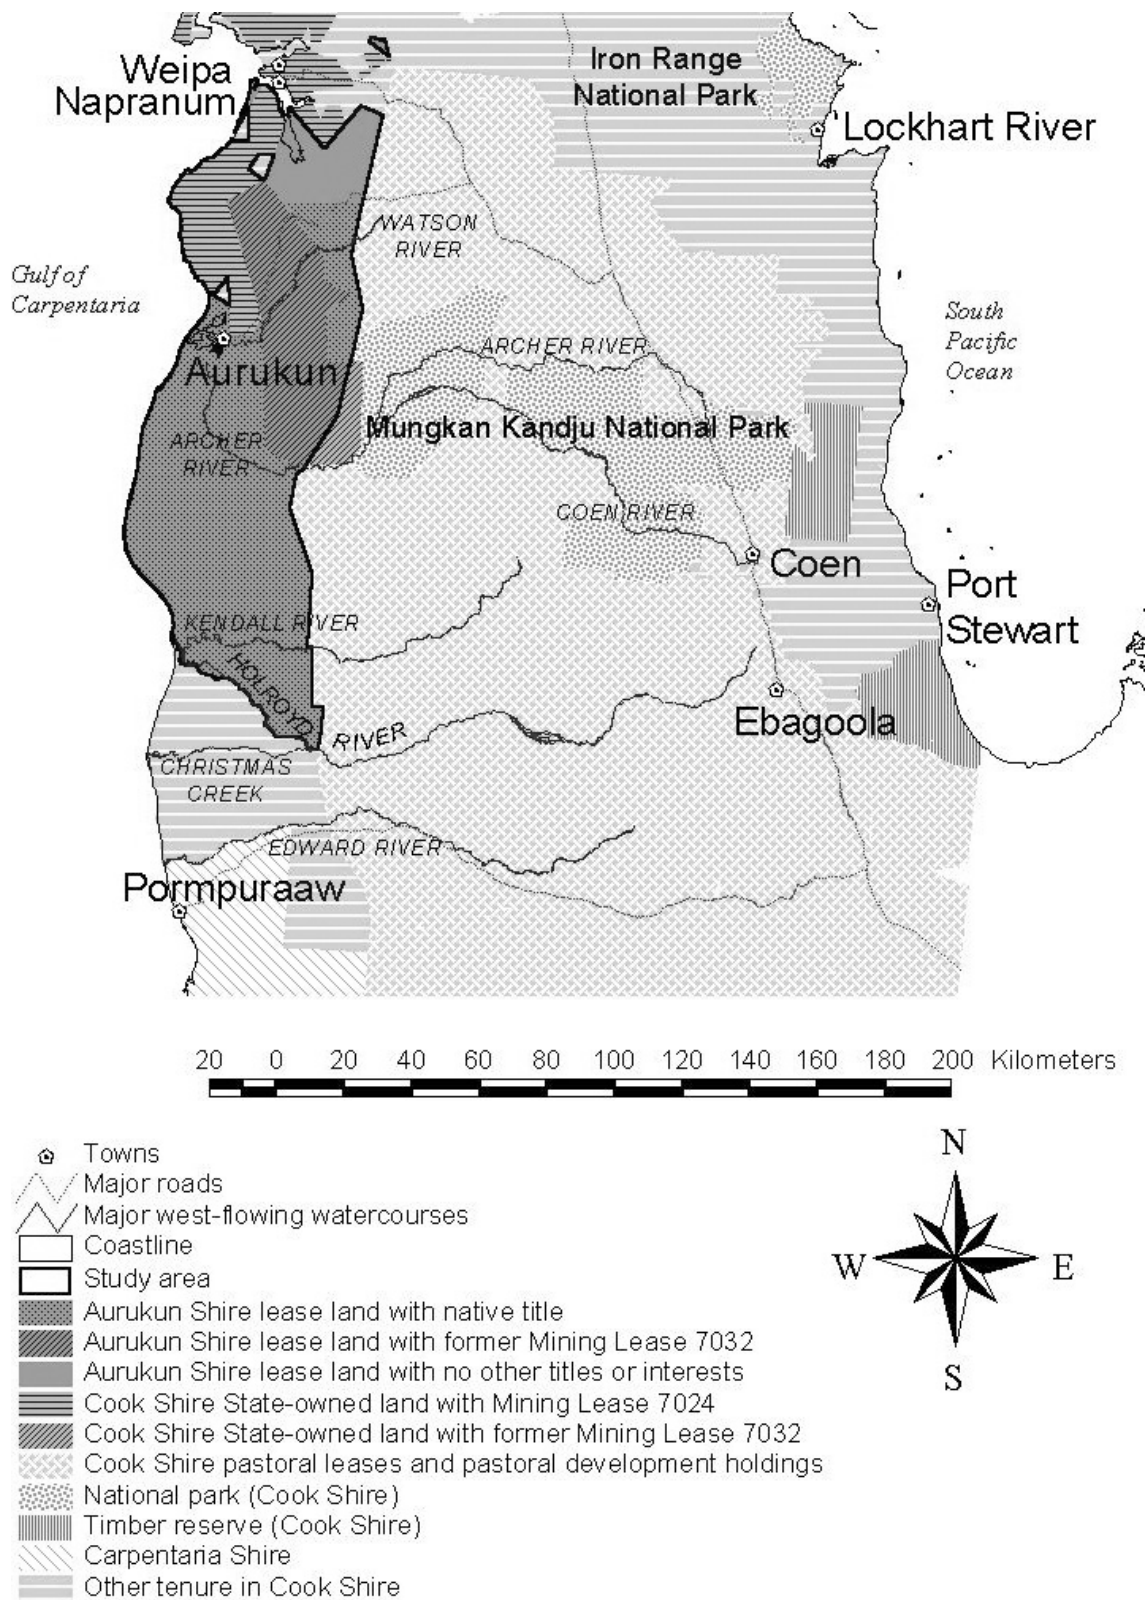 Iron Range
National Park
Weipa
Napranum
Lockhart River
WATSON
RIVER
Gulf of
Carpentaria
South
Pacific
Ocean
ARCHER RIVER
Aurukun
Mungkan Kandju National Park
ARCHER
RIVER
COEN RIVER
Coen
Port
Stewart
KENDALL RIVER
HOLROYD
RIVER
Ebagoola
CHRISTMAS
CREEK
EDWARD RIVER
Pormpuraaw
20 0 20 40 60 80 100 120 140 160 180 200 Kilometers
N
W E
S
Towns
Major roads
Major west-flowing watercourses
Coastline
Study area
Aurukun Shire lease land with native title
Aurukun Shire lease land with former Mining Lease 7032
Aurukun Shire lease land with no other titles or interests
Cook Shire State-owned land with Mining Lease 7024
Cook Shire State-owned land with former Mining Lease 7032
Cook Shire pastoral leases and pastoral development holdings
National park (Cook Shire)
Timber reserve (Cook Shire)
Carpentaria Shire
Other tenure in Cook Shire